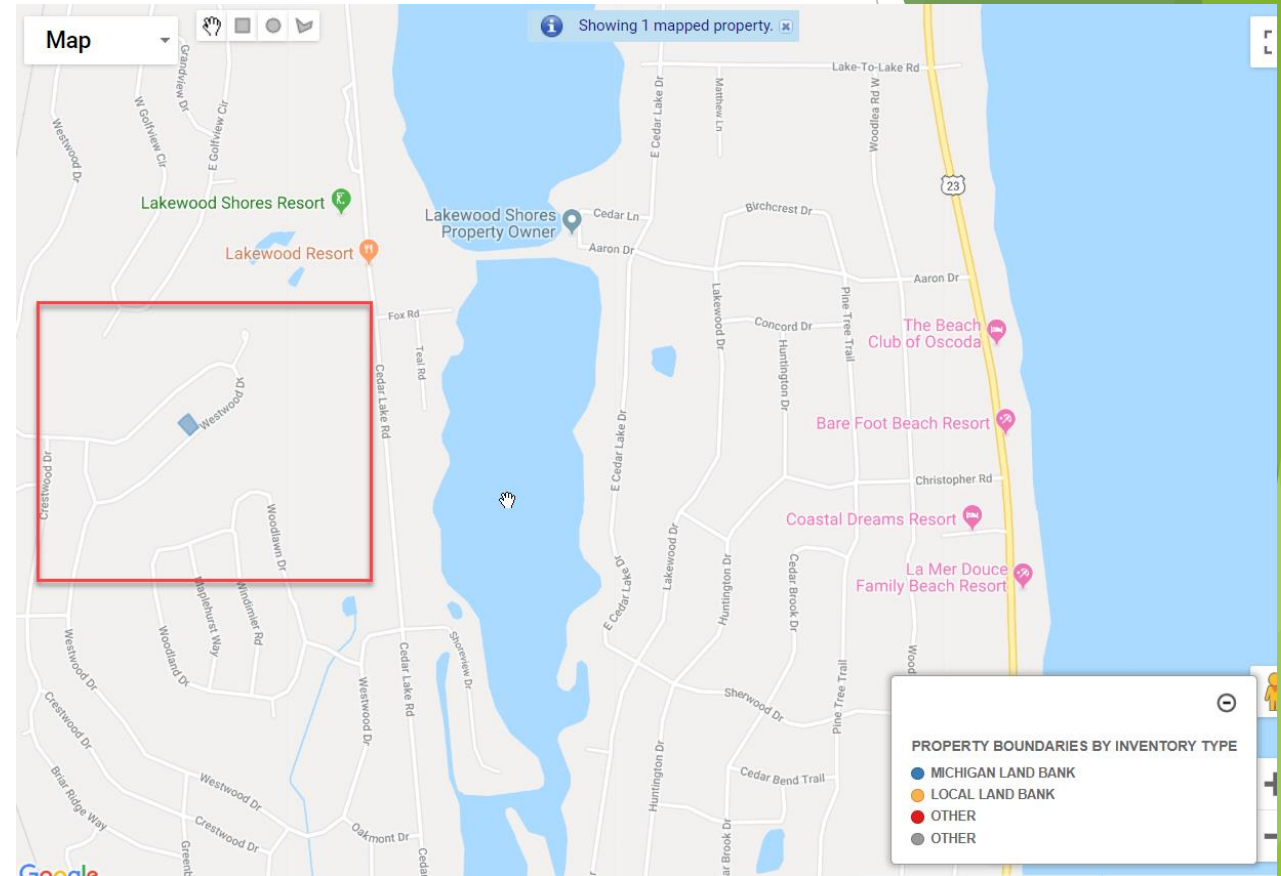 Map
Showing 1 mapped property.
Lake-To-Lake Rd
Grandview Dr
W Golfview Cir
E Golfview Cir
Westwood Dr
E Cedar Lake Dr
Matthew Ln
Woodlea Rd W
23
Lakewood Shores Resort
Lakewood Shores
Property Owner
Cedar Ln
Birchcrest Dr
Lakewood Resort
Aaron Dr
Aaron Dr
Lakewood Dr
Pine Tree Trail
Fox Rd
Concord Dr
The Beach
Club of Oscoda
Teal Rd
Huntington Dr
Cedar Lake Rd
Westwood Dr
E Cedar Lake Dr
Bare Foot Beach Resort
Crestwood Dr
Christopher Rd
Woodlawn Dr
Coastal Dreams Resort
Lakewood Dr
E Cedar Lake Dr
Huntington Dr
Cedar Brook Dr
La Mer Douce
Family Beach Resort
Maplehurst Way
Windimier Rd
Woodland Dr
Westwood Dr
Shoreview Dr
Cedar Lake Rd
Westwood Dr
Wood
Pine Tree Trail
Sherwood Dr
Crestwood Dr
PROPERTY BOUNDARIES BY INVENTORY TYPE
MICHIGAN LAND BANK
LOCAL LAND BANK
OTHER
OTHER
Huntington Dr
Cedar Bend Trail
Briar Ridge Way
Westwood Dr
Crestwood Dr
Oakmont Dr
Greent
Cedar
ar Brook Dr
Google